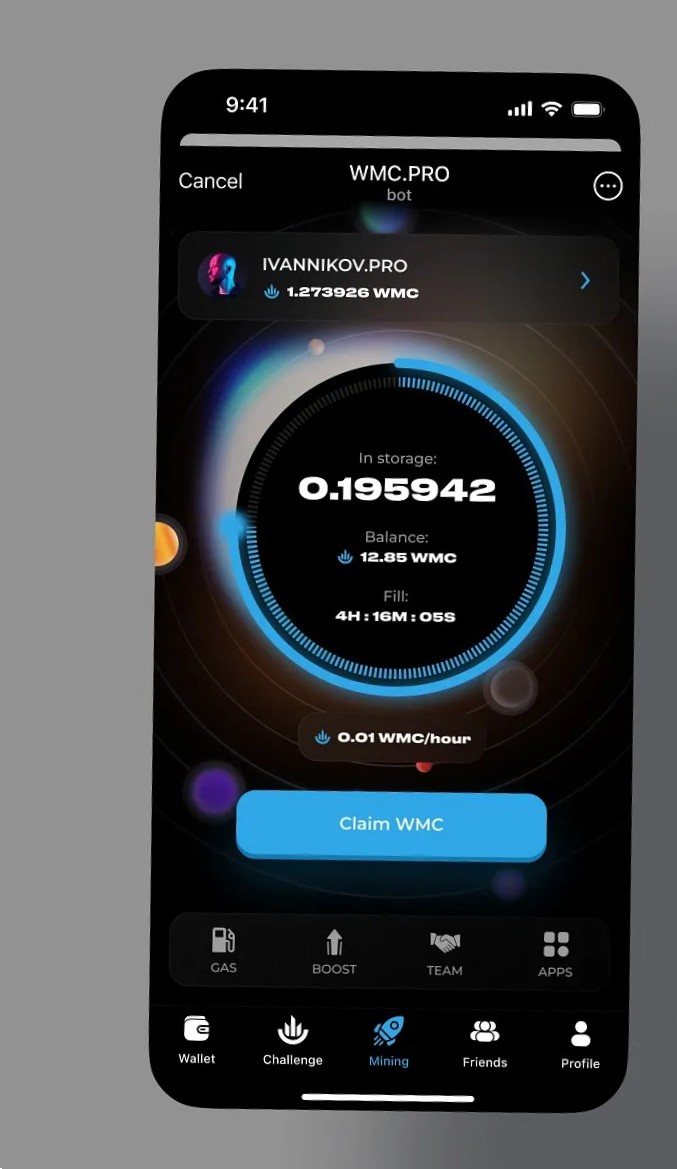 9:41
Cancel
WMC.PRO
bot
IVANNIKOV.PRO
1.273926 WMC
In storage:
0.195942
Balance:
12.85 WMC
Fill:
4H : 16M : 05S
0.01 WMC/hour
Claim WMC
GAS BOOST TEAM APPS
Wallet Challenge Mining Friends Profile